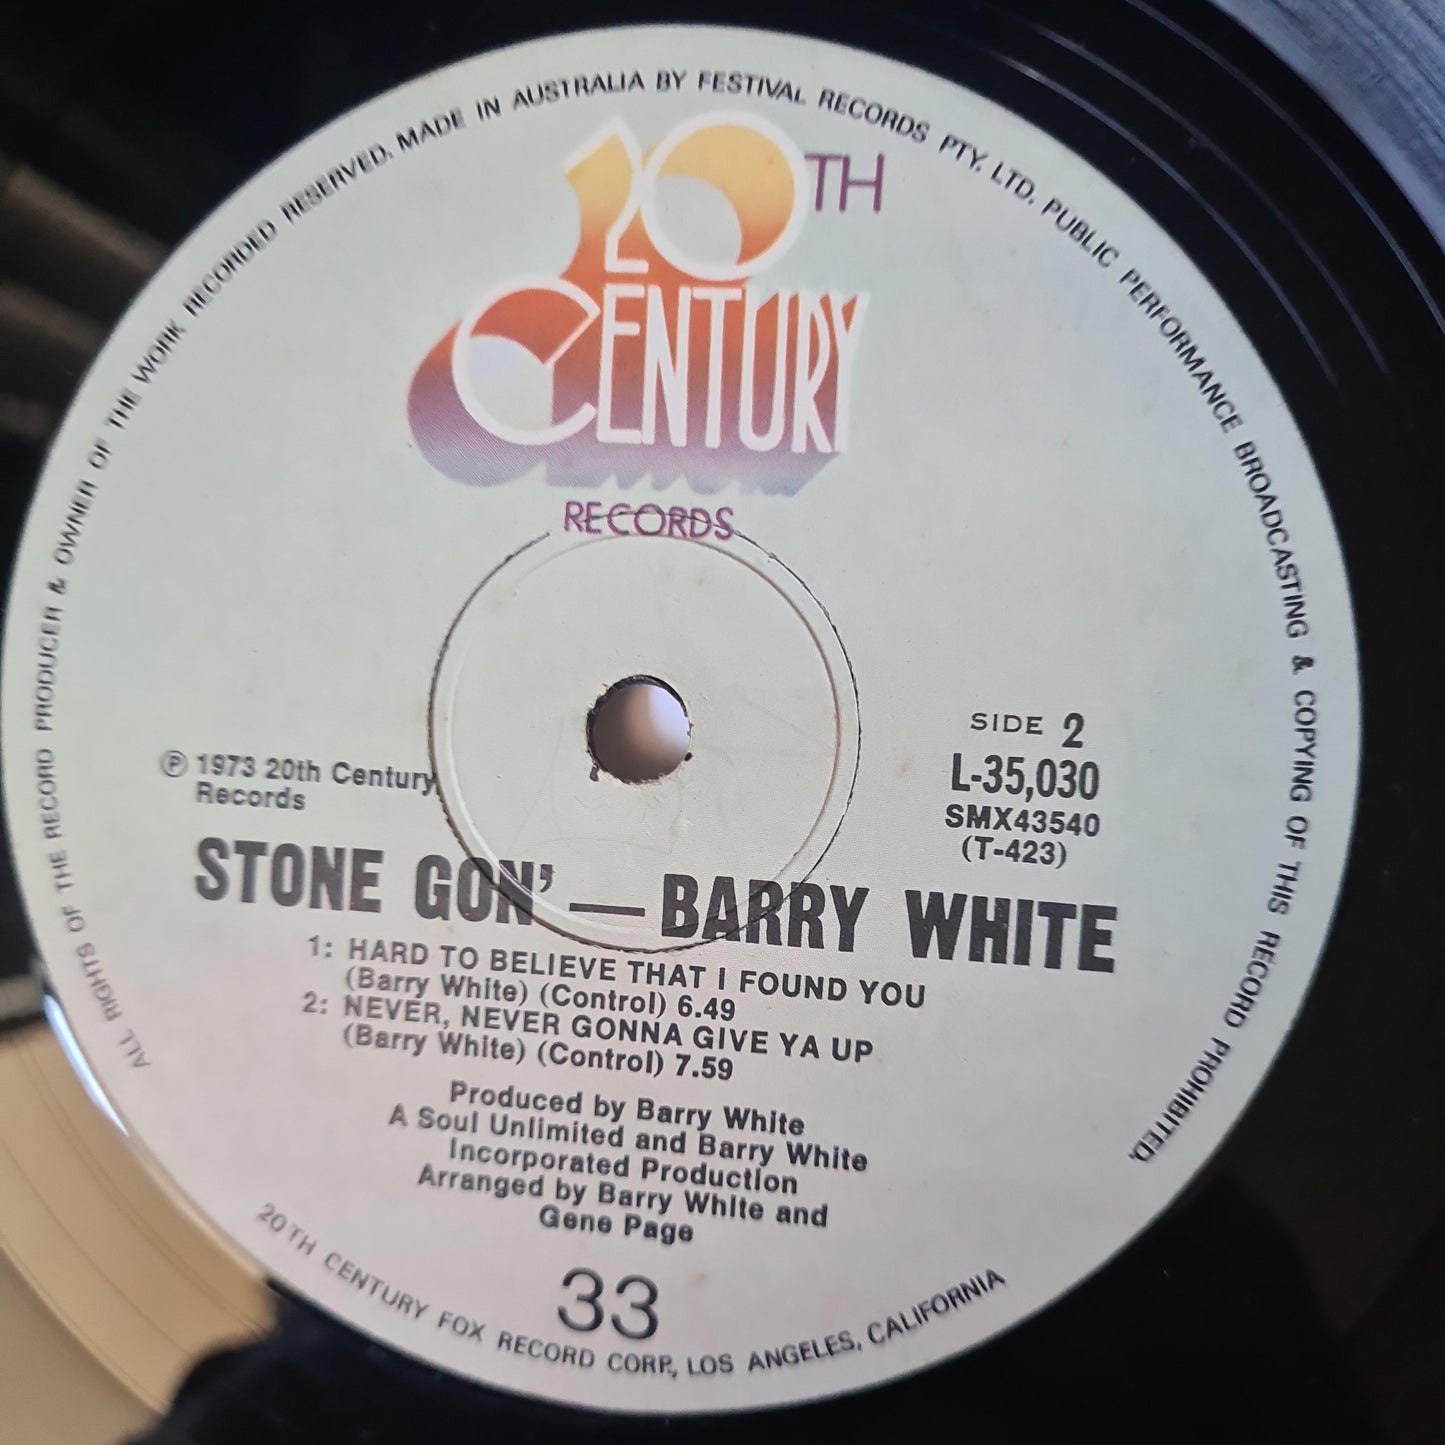 ALL RIGHTS OF THE RECORD PRODUCER & OWNER OF THE WORK RECORDED RESERVED. MADE IN AUSTRALIA BY FESTIVAL RECORDS PTY. LTD. PUBLIC PERFORMANCE BROADCASTING & COPYING OF THIS RECORD PROHIBITED.
20TH
CENTURY
RECORDS
SIDE 2
L-35,030
SMX43540
(T-423)
℗ 1973 20th Century
Records
STONE GON' — BARRY WHITE
1: HARD TO BELIEVE THAT I FOUND YOU
(Barry White) (Control) 6.49
2: NEVER, NEVER GONNA GIVE YA UP
(Barry White) (Control) 7.59
Produced by Barry White
A Soul Unlimited and Barry White
Incorporated Production
Arranged by Barry White and
Gene Page
33
20TH CENTURY FOX RECORD CORP., LOS ANGELES, CALIFORNIA